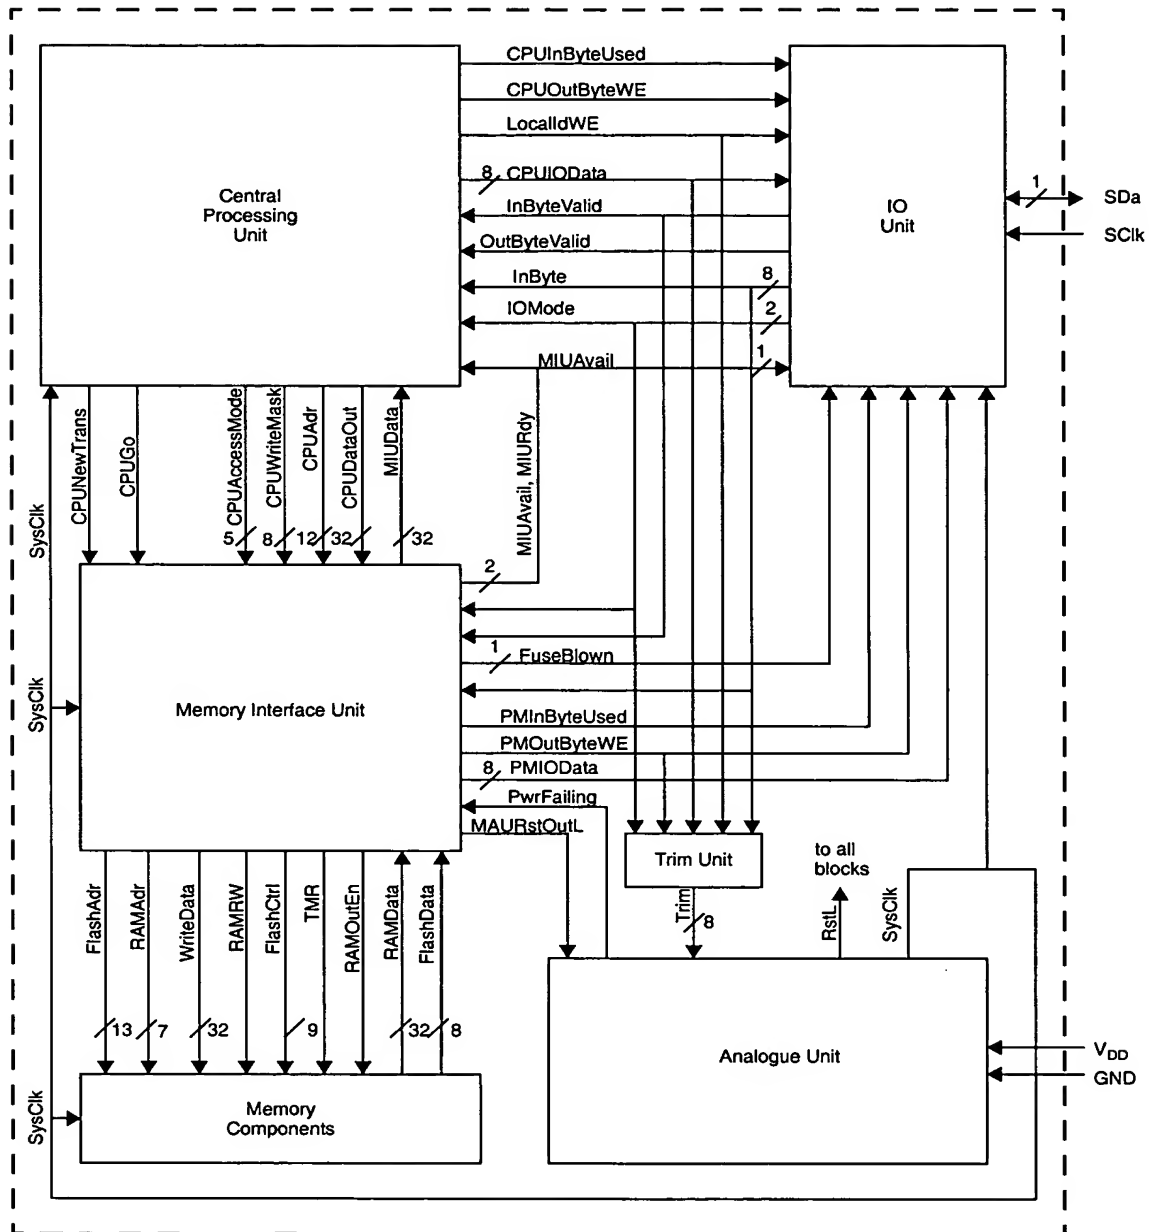 CPUInByteUsed
CPUOutByteWE
LocalIdWE
8 CPUIOData
InByteValid
OutByteValid
InByte 8
IOMode 2
MIUAvail 1
Central
Processing
Unit
IO
Unit
1
SDa
SClk
CPUNewTrans
CPUGo
CPUAccessMode
CPUWriteMask
CPUAdr
CPUDataOut
MIUData
5 8 12 32 32
SysClk
MIUAvail, MIURdy
2
1 FuseBlown
SysClk
Memory Interface Unit
PMInByteUsed
PMOutByteWE
8 PMIOData
PwrFailing
MAURstOutL
Trim Unit
to all
blocks
FlashAdr
RAMAdr
WriteData
RAMRW
FlashCtrl
TMR
RAMOutEn
RAMData
FlashData
Trim
8
RstL
SysClk
13 7 32 9 32 8
Analogue Unit
VDD
GND
SysClk
Memory
Components